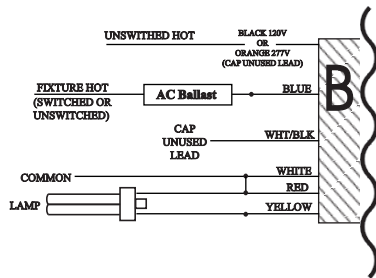 UNSWITHED HOT
BLACK 120V
OR
ORANGE 277V
(CAP UNUSED LEAD)
FIXTURE HOT
(SWITCHED OR
UNSWITCHED)
AC Ballast
BLUE
B
CAP
UNUSED
LEAD
WHT/BLK
COMMON
WHITE
RED
LAMP
YELLOW